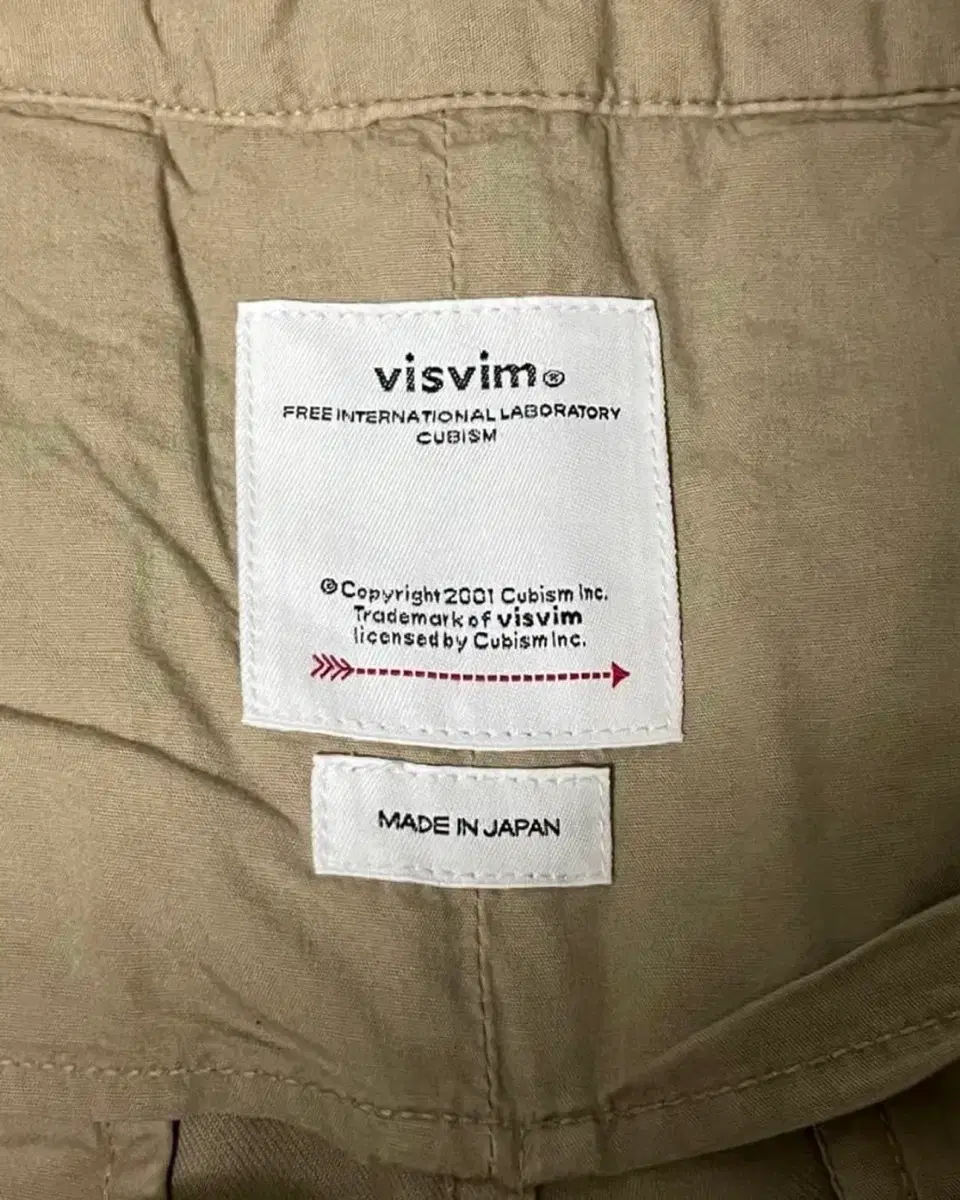 visvim®
FREE INTERNATIONAL LABORATORY
CUBISM
©Copyright 2001 Cubism Inc.
Trademark of visvim
licensed by Cubism Inc.
MADE IN JAPAN